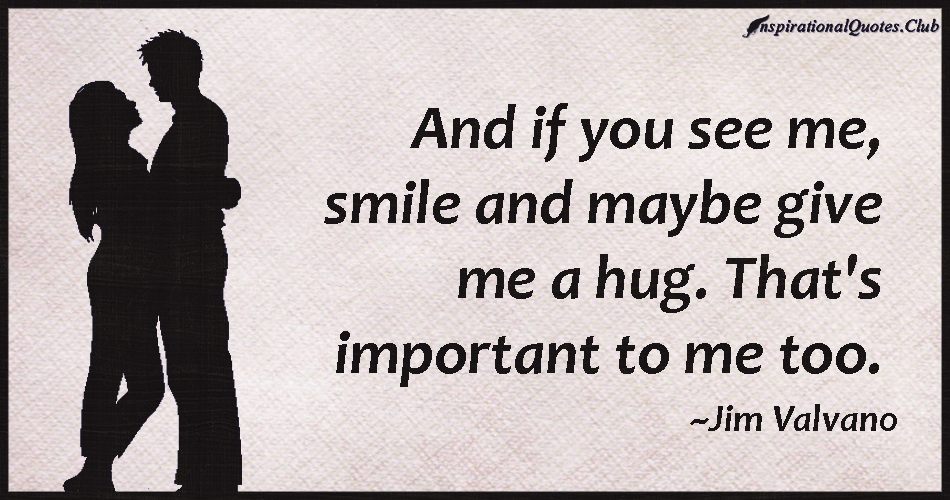 InspirationalQuotes.Club
And if you see me,
smile and maybe give
me a hug. That's
important to me too.
~Jim Valvano